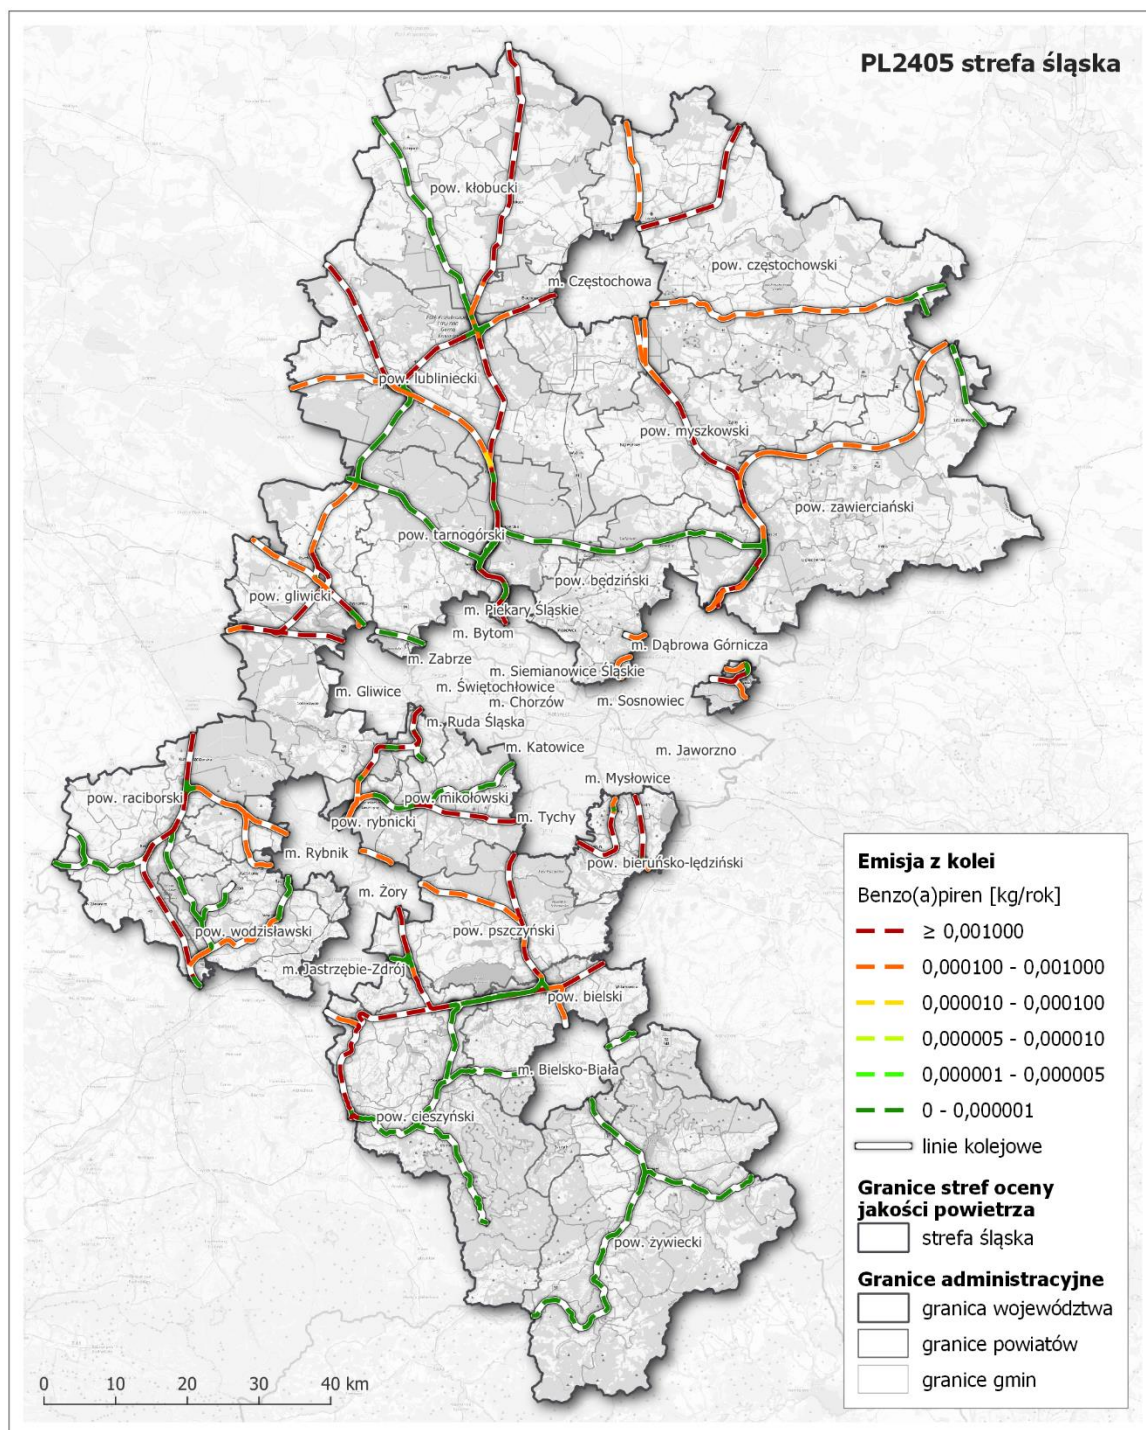 PL2405 strefa śląska
pow. kłobucki
pow. częstochowski
m. Częstochowa
pow. lubliniecki
pow. myszkowski
pow. zawierciański
pow. tarnogórski
pow. będziński
pow. gliwicki
m. Piekary Śląskie
m. Bytom
m. Dąbrowa Górnicza
m. Zabrze
m. Siemianowice Śląskie
m. Gliwice
m. Świętochłowice
m. Chorzów
m. Sosnowiec
m. Ruda Śląska
m. Katowice
m. Jaworzno
m. Mysłowice
pow. raciborski
pow. mikołowski
m. Tychy
pow. rybnicki
m. Rybnik
pow. bieruńsko-lędziński
m. Żory
pow. wodzisławski
pow. pszczyński
m. Jastrzębie-Zdrój
pow. bielski
m. Bielsko-Biała
pow. cieszyński
pow. żywiecki
Emisja z kolei
Benzo(a)piren [kg/rok]
≥ 0,001000
0,000100 - 0,001000
0,000010 - 0,000100
0,000005 - 0,000010
0,000001 - 0,000005
0 - 0,000001
linie kolejowe
Granice stref oceny
jakości powietrza
strefa śląska
Granice administracyjne
granica województwa
granice powiatów
granice gmin
0 10 20 30 40 km